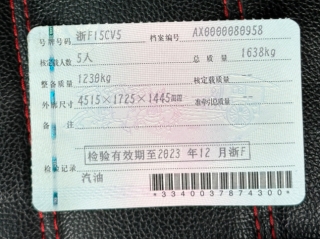 号牌号码 浙F15CV5 档案编号 AX0000080958
核定载人数 5人 总 质 量 1638kg
整备质量 1230kg 核定载质量
外廓尺寸 4515×1725×1445mm 准牵引总质量
备 注
检验有效期至2023 年12 月浙F
检验记录
汽油
*3340037874300*